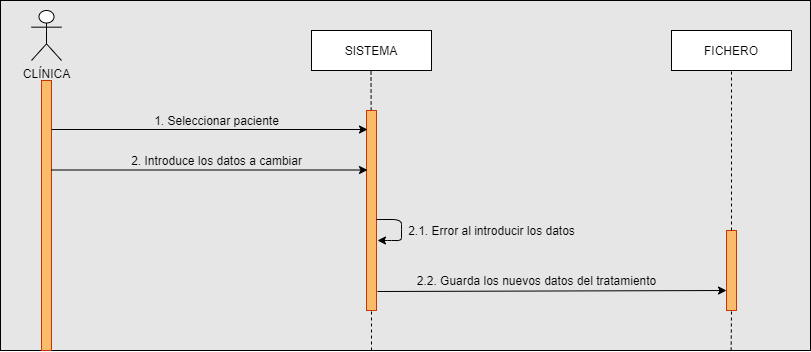 CLÍNICA
SISTEMA
FICHERO
1. Seleccionar paciente
2. Introduce los datos a cambiar
2.1. Error al introducir los datos
2.2. Guarda los nuevos datos del tratamiento